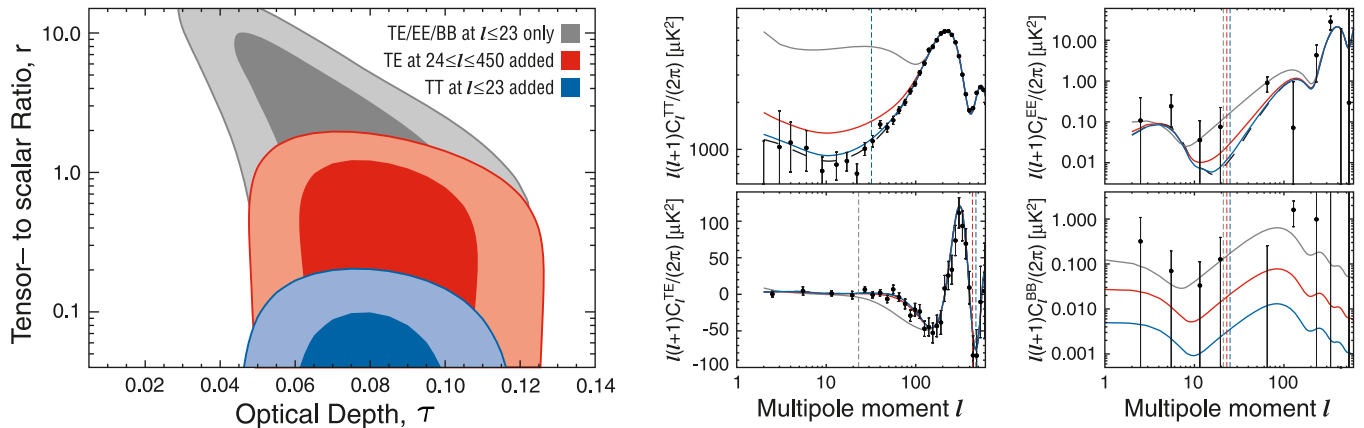 Tensor– to scalar Ratio, r
10.0
1.0
0.1
TE/EE/BB at l≤23 only
TE at 24≤l≤450 added
TT at l≤23 added
0.02 0.04 0.06 0.08 0.10 0.12 0.14
Optical Depth, τ
l(l+1)C_l^TT/(2π) [μK²]
1000
l(l+1)C_l^TE/(2π) [μK²]
100
50
0
-50
-100
1 10 100
Multipole moment l
l(l+1)C_l^EE/(2π) [μK²]
10.00
1.00
0.10
0.01
l(l+1)C_l^BB/(2π) [μK²]
1.000
0.100
0.010
0.001
1 10 100
Multipole moment l